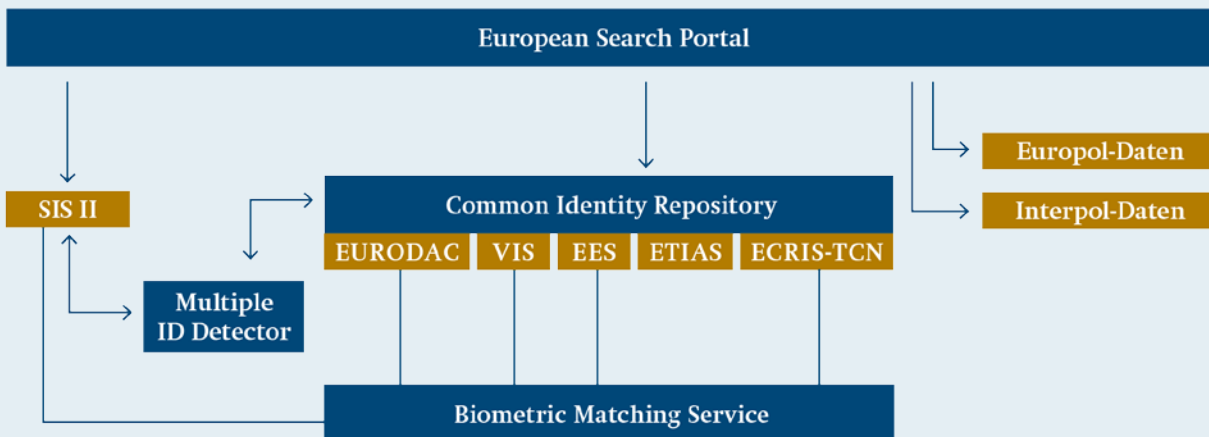 European Search Portal
Europol-Daten
SIS II
Common Identity Repository
Interpol-Daten
EURODAC VIS EES ETIAS ECRIS-TCN
Multiple
ID Detector
Biometric Matching Service